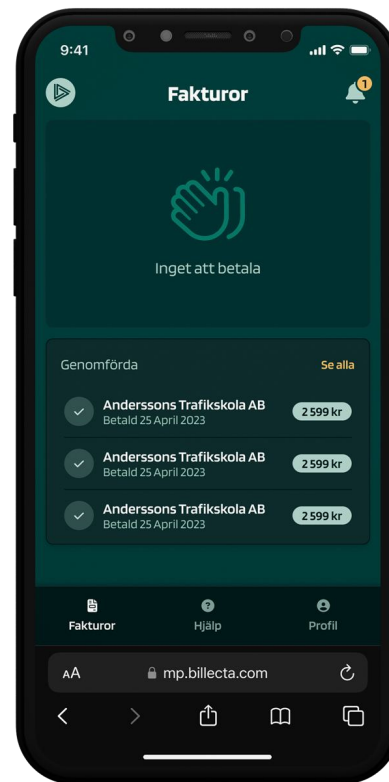 9:41
Fakturor
1
Inget att betala
Genomförda
Se alla
Anderssons Trafikskola AB
Betald 25 April 2023
2 599 kr
Anderssons Trafikskola AB
Betald 25 April 2023
2 599 kr
Anderssons Trafikskola AB
Betald 25 April 2023
2 599 kr
Fakturor
Hjälp
Profil
AA
mp.billecta.com